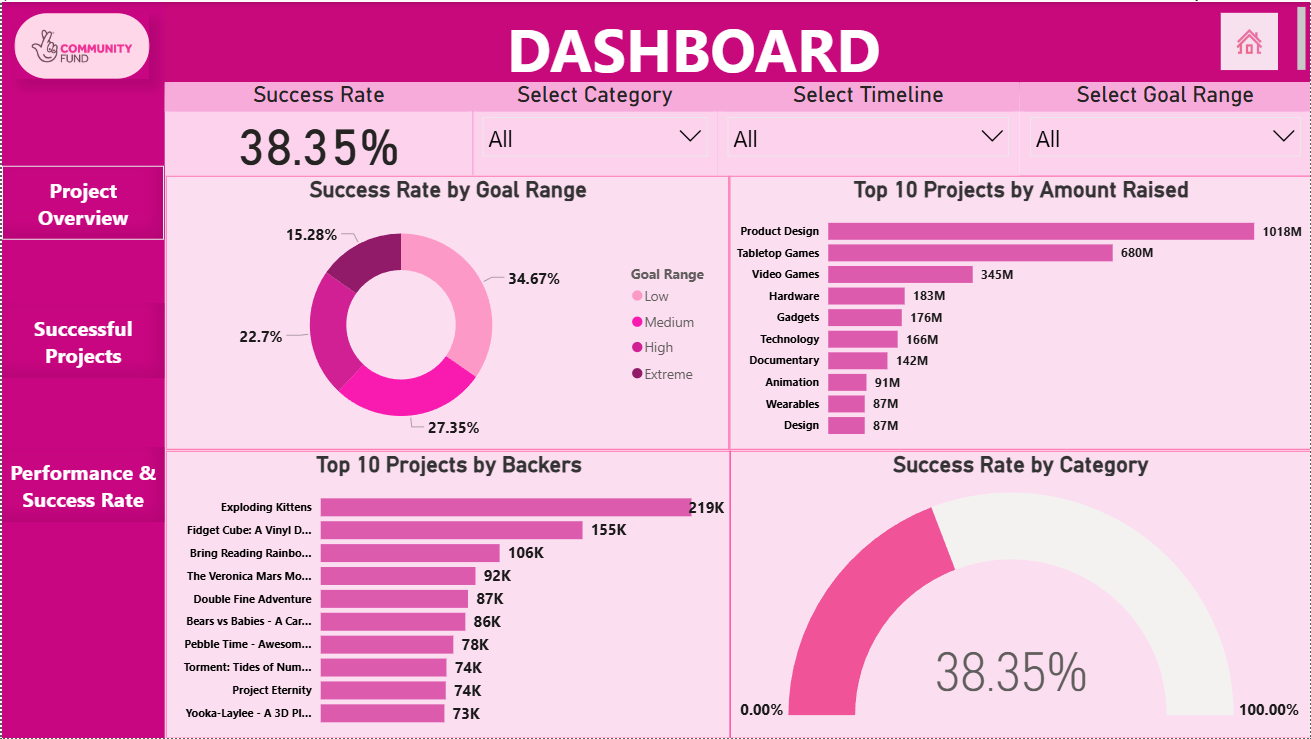 COMMUNITY
FUND
DASHBOARD
Success Rate
Select Category
Select Timeline
Select Goal Range
38.35%
All
All
All
Project
Overview
Successful
Projects
Performance &
Success Rate
Success Rate by Goal Range
15.28%
34.67%
22.7%
27.35%
Goal Range
Low
Medium
High
Extreme
Top 10 Projects by Amount Raised
Product Design 1018M
Tabletop Games 680M
Video Games 345M
Hardware 183M
Gadgets 176M
Technology 166M
Documentary 142M
Animation 91M
Wearables 87M
Design 87M
Top 10 Projects by Backers
Exploding Kittens 219K
Fidget Cube: A Vinyl D... 155K
Bring Reading Rainbo... 106K
The Veronica Mars Mo... 92K
Double Fine Adventure 87K
Bears vs Babies - A Car... 86K
Pebble Time - Awesom... 78K
Torment: Tides of Num... 74K
Project Eternity 74K
Yooka-Laylee - A 3D Pl... 73K
Success Rate by Category
38.35%
0.00%
100.00%